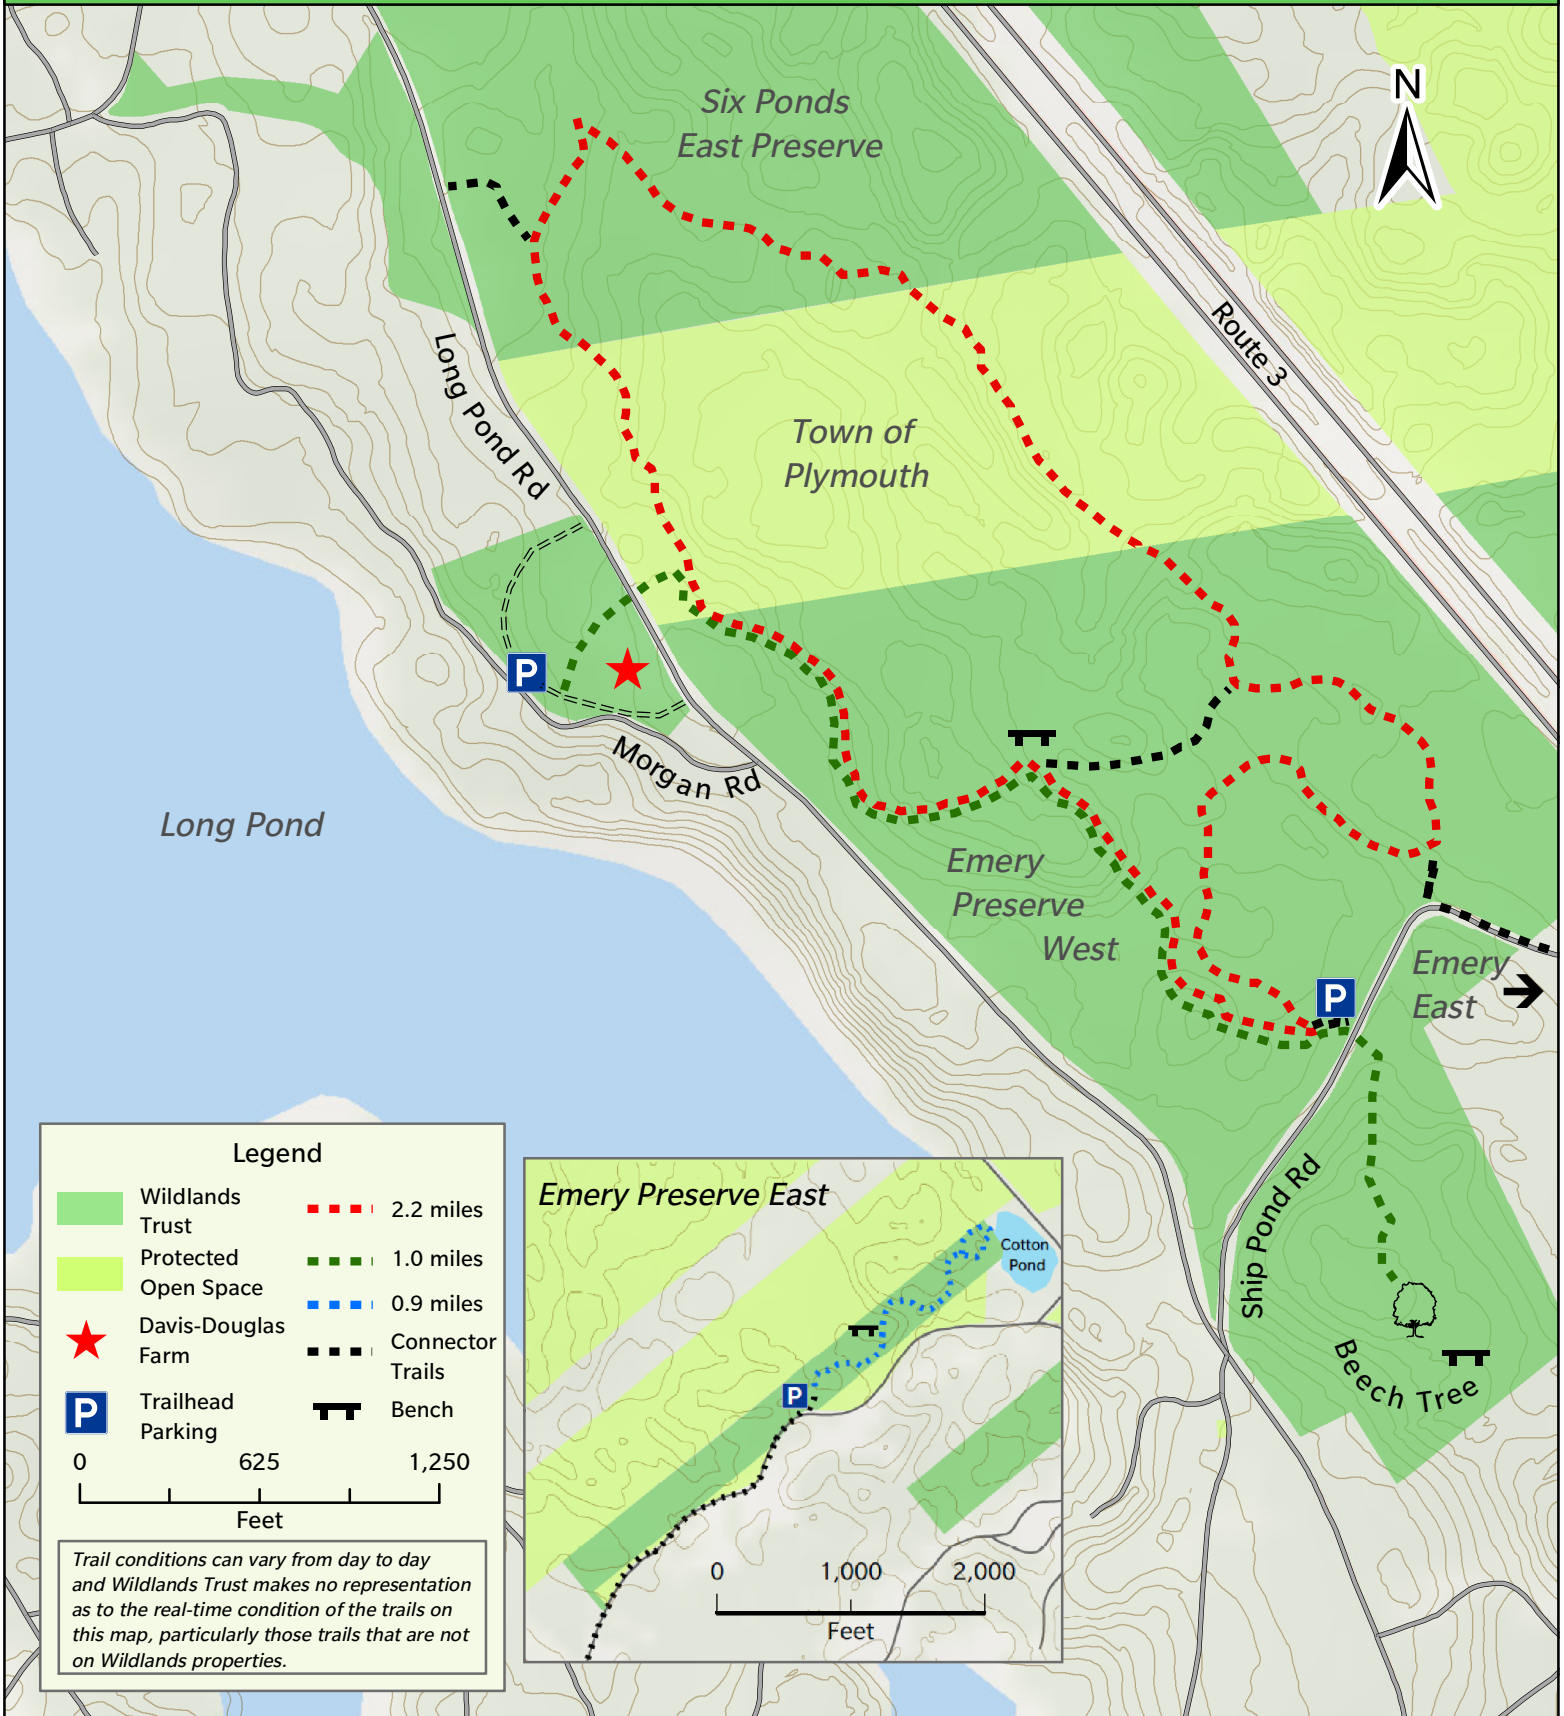 Six Ponds
East Preserve
N
Route 3
Long Pond Rd
Town of
Plymouth
P
Morgan Rd
Long Pond
Emery
Preserve
West
P
Emery
East
Ship Pond Rd
Beech Tree
Legend
Wildlands
Trust
Protected
Open Space
Davis-Douglas
Farm
P
Trailhead
Parking
2.2 miles
1.0 miles
0.9 miles
Connector
Trails
Bench
0 625 1,250
Feet
Trail conditions can vary from day to day
and Wildlands Trust makes no representation
as to the real-time condition of the trails on
this map, particularly those trails that are not
on Wildlands properties.
Emery Preserve East
Cotton
Pond
P
0 1,000 2,000
Feet